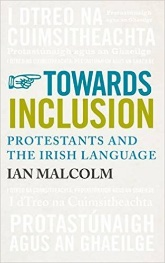 I DTREO NA
CUIMSITHEACHTA
Protastúnaigh agus an Ghaeilge
TOWARDS
INCLUSION
PROTESTANTS AND
THE IRISH LANGUAGE
IAN MALCOLM
I dTreo na Cuimsitheachta
PROTASTÚNAIGH
AGUS AN GHAEILGE